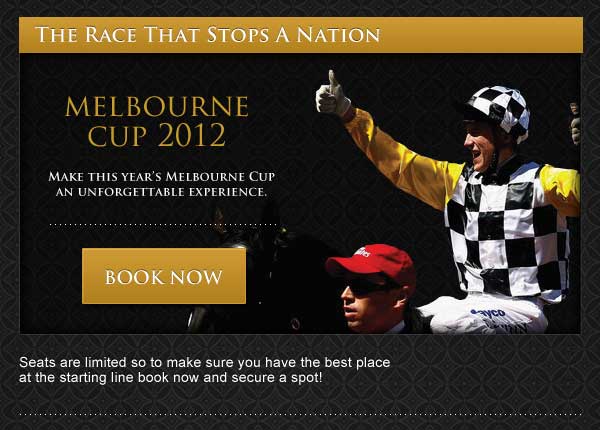 The Race That Stops A Nation
MELBOURNE
CUP 2012
Make this year's Melbourne Cup
an unforgettable experience.
BOOK NOW
Seats are limited so to make sure you have the best place
at the starting line book now and secure a spot!